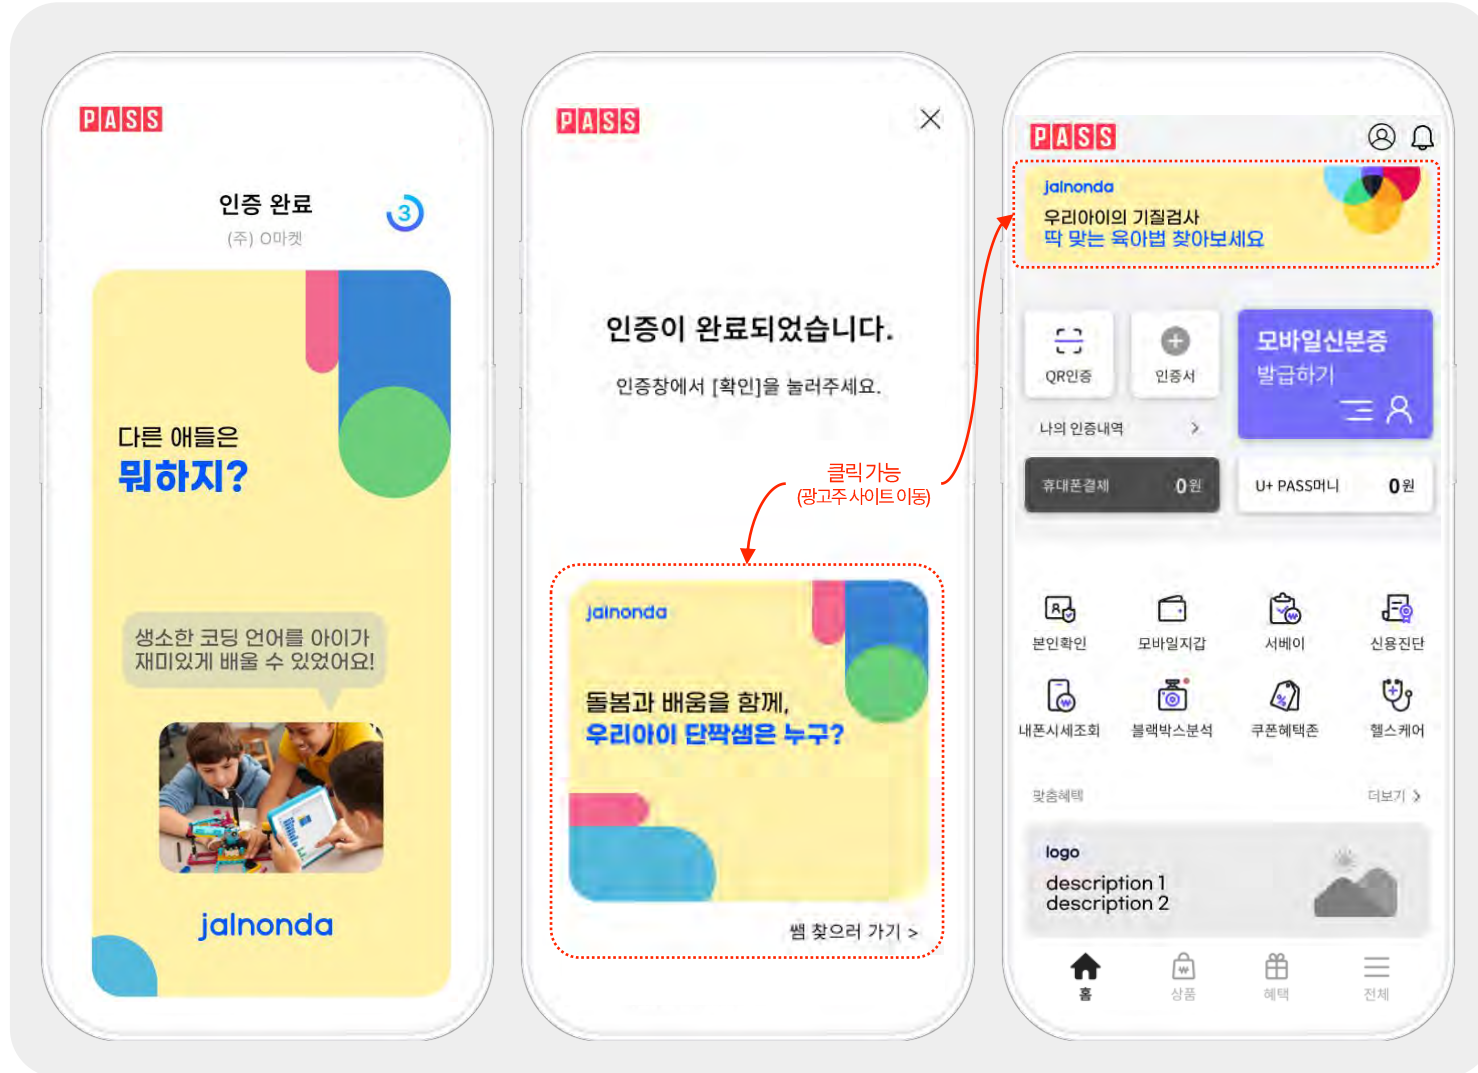 PASS
인증 완료
3
(주) O마켓
다른 애들은
뭐하지?
생소한 코딩 언어를 아이가
재미있게 배울 수 있었어요!
jalnonda
PASS
인증이 완료되었습니다.
인증창에서 [확인]을 눌러주세요.
클릭 가능
(광고주 사이트 이동)
jalnonda
돌봄과 배움을 함께,
우리아이 단짝샘은 누구?
쌤 찾으러 가기 >
PASS
jalnonda
우리아이의 기질검사
딱 맞는 육아법 찾아보세요
QR인증
인증서
모바일신분증
발급하기
나의 인증내역 >
휴대폰결제 0원
U+ PASS머니 0원
본인확인
모바일지갑
서베이
신용진단
내폰시세조회
블랙박스분석
쿠폰혜택존
헬스케어
맞춤혜택
더보기 >
logo
description 1
description 2
홈
상품
혜택
전체